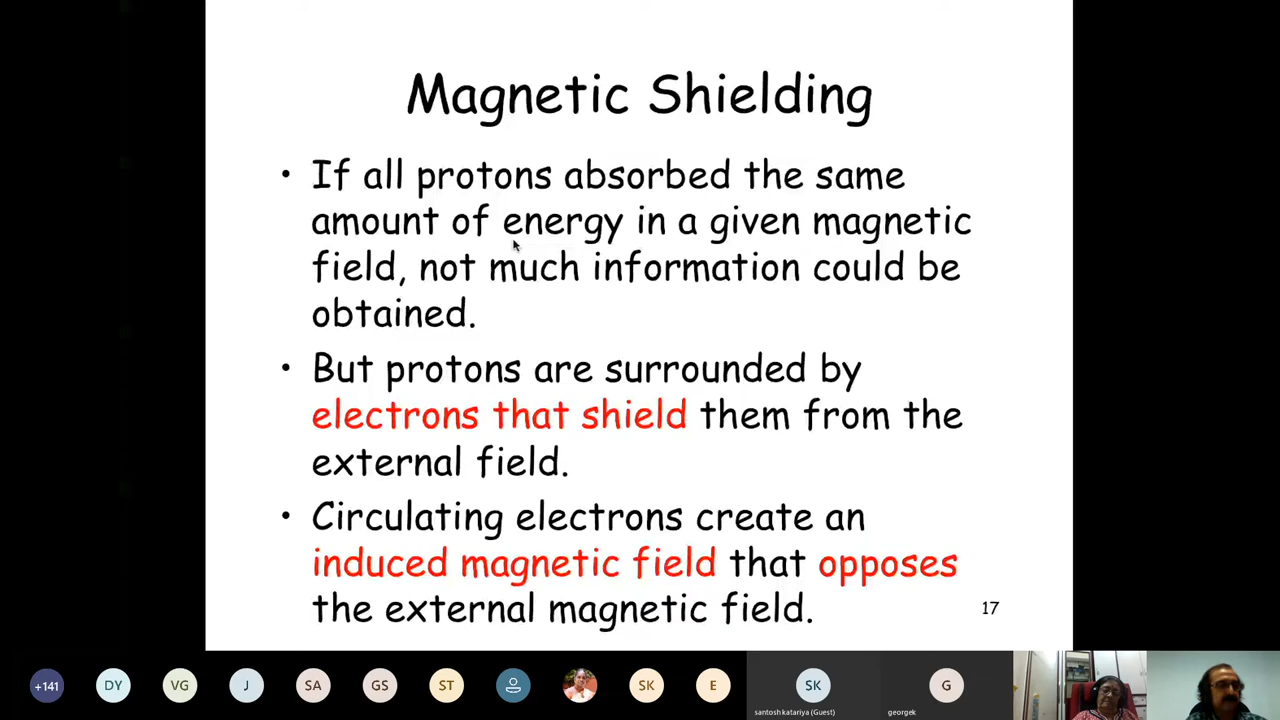 Magnetic Shielding
• If all protons absorbed the same
amount of energy in a given magnetic
field, not much information could be
obtained.
• But protons are surrounded by
electrons that shield them from the
external field.
• Circulating electrons create an
induced magnetic field that opposes
the external magnetic field.
17
+141 DY VG J SA GS ST SK E SK G
santosh katariya (Guest) georgek